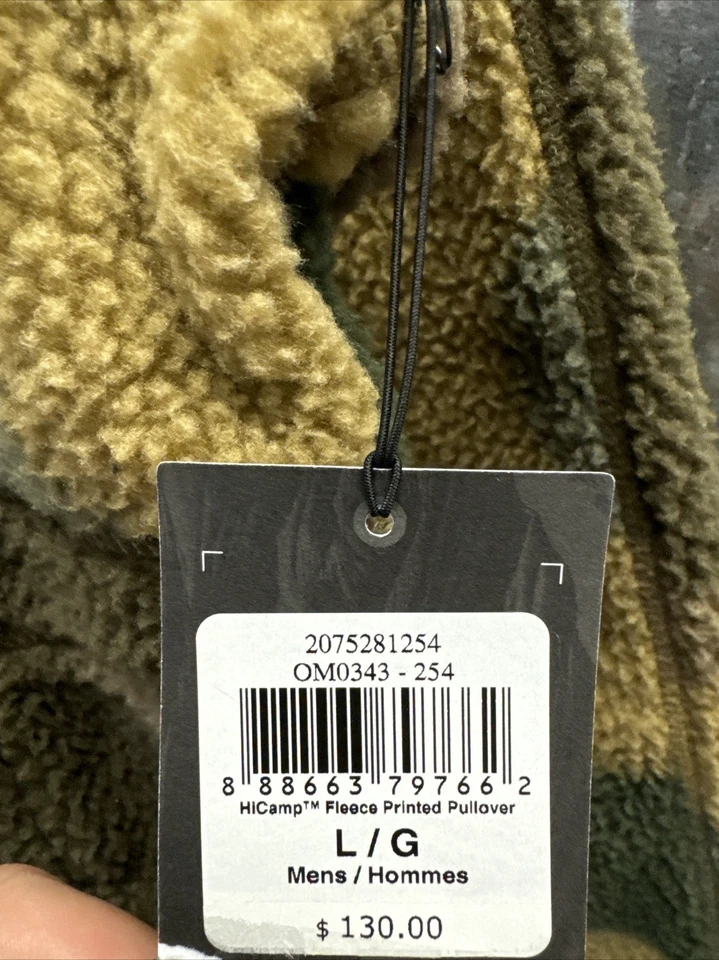 2075281254
OM0343 - 254
8 88663 79766 2
HiCamp™ Fleece Printed Pullover
L / G
Mens / Hommes
$ 130.00